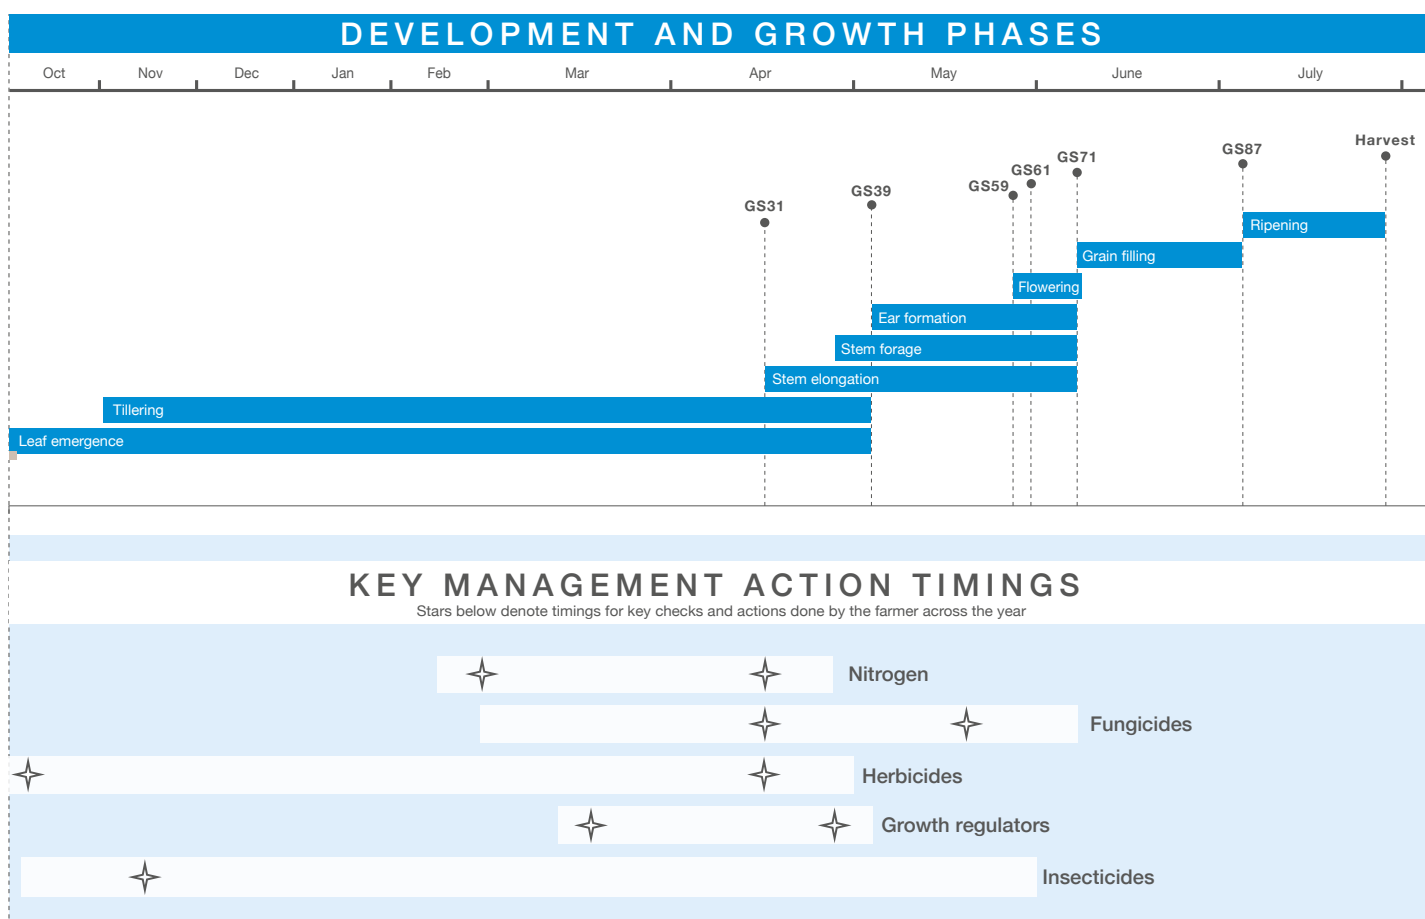 DEVELOPMENT AND GROWTH PHASES
Oct Nov Dec Jan Feb Mar Apr May June July
Harvest
GS87
GS71
GS61
GS59
GS39
GS31
Ripening
Grain filling
Flowering
Ear formation
Stem forage
Stem elongation
Tillering
Leaf emergence
KEY MANAGEMENT ACTION TIMINGS
Stars below denote timings for key checks and actions done by the farmer across the year
Nitrogen
Fungicides
Herbicides
Growth regulators
Insecticides